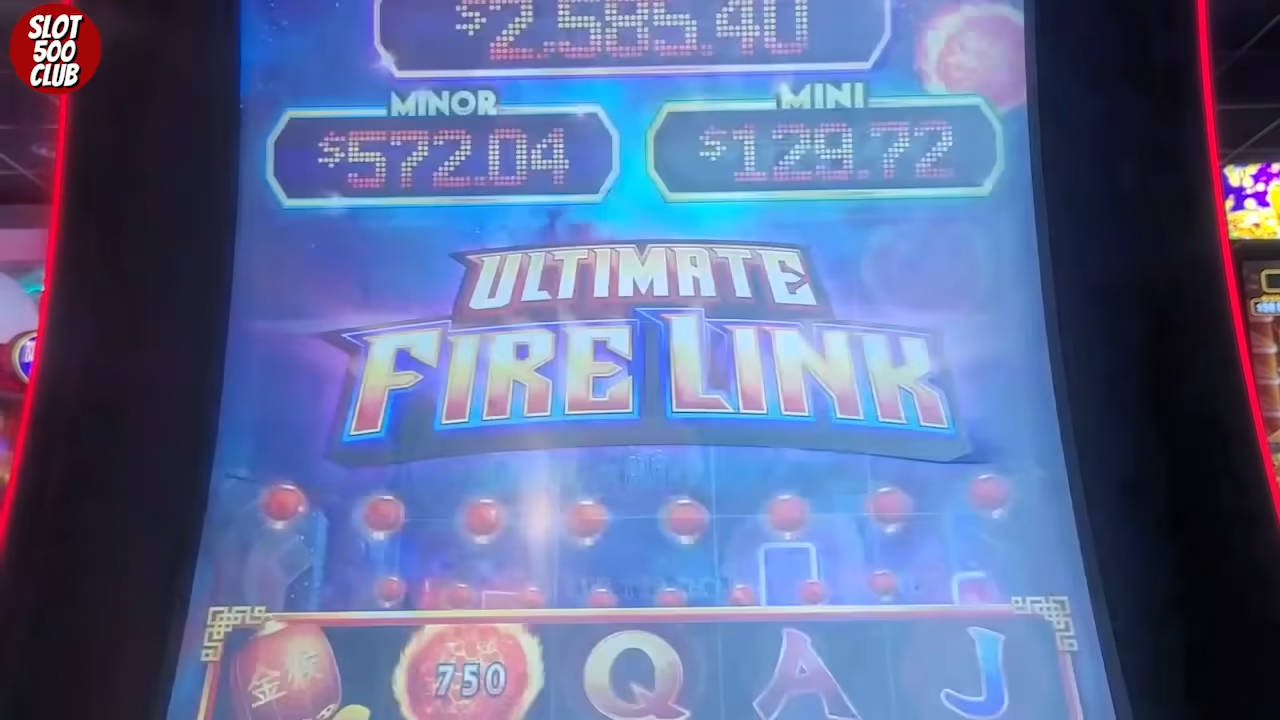 SLOT
500
CLUB
$2,585.40
MINOR
MINI
$572.04
$129.72
ULTIMATE
FIRE LINK
750
Q
A
J